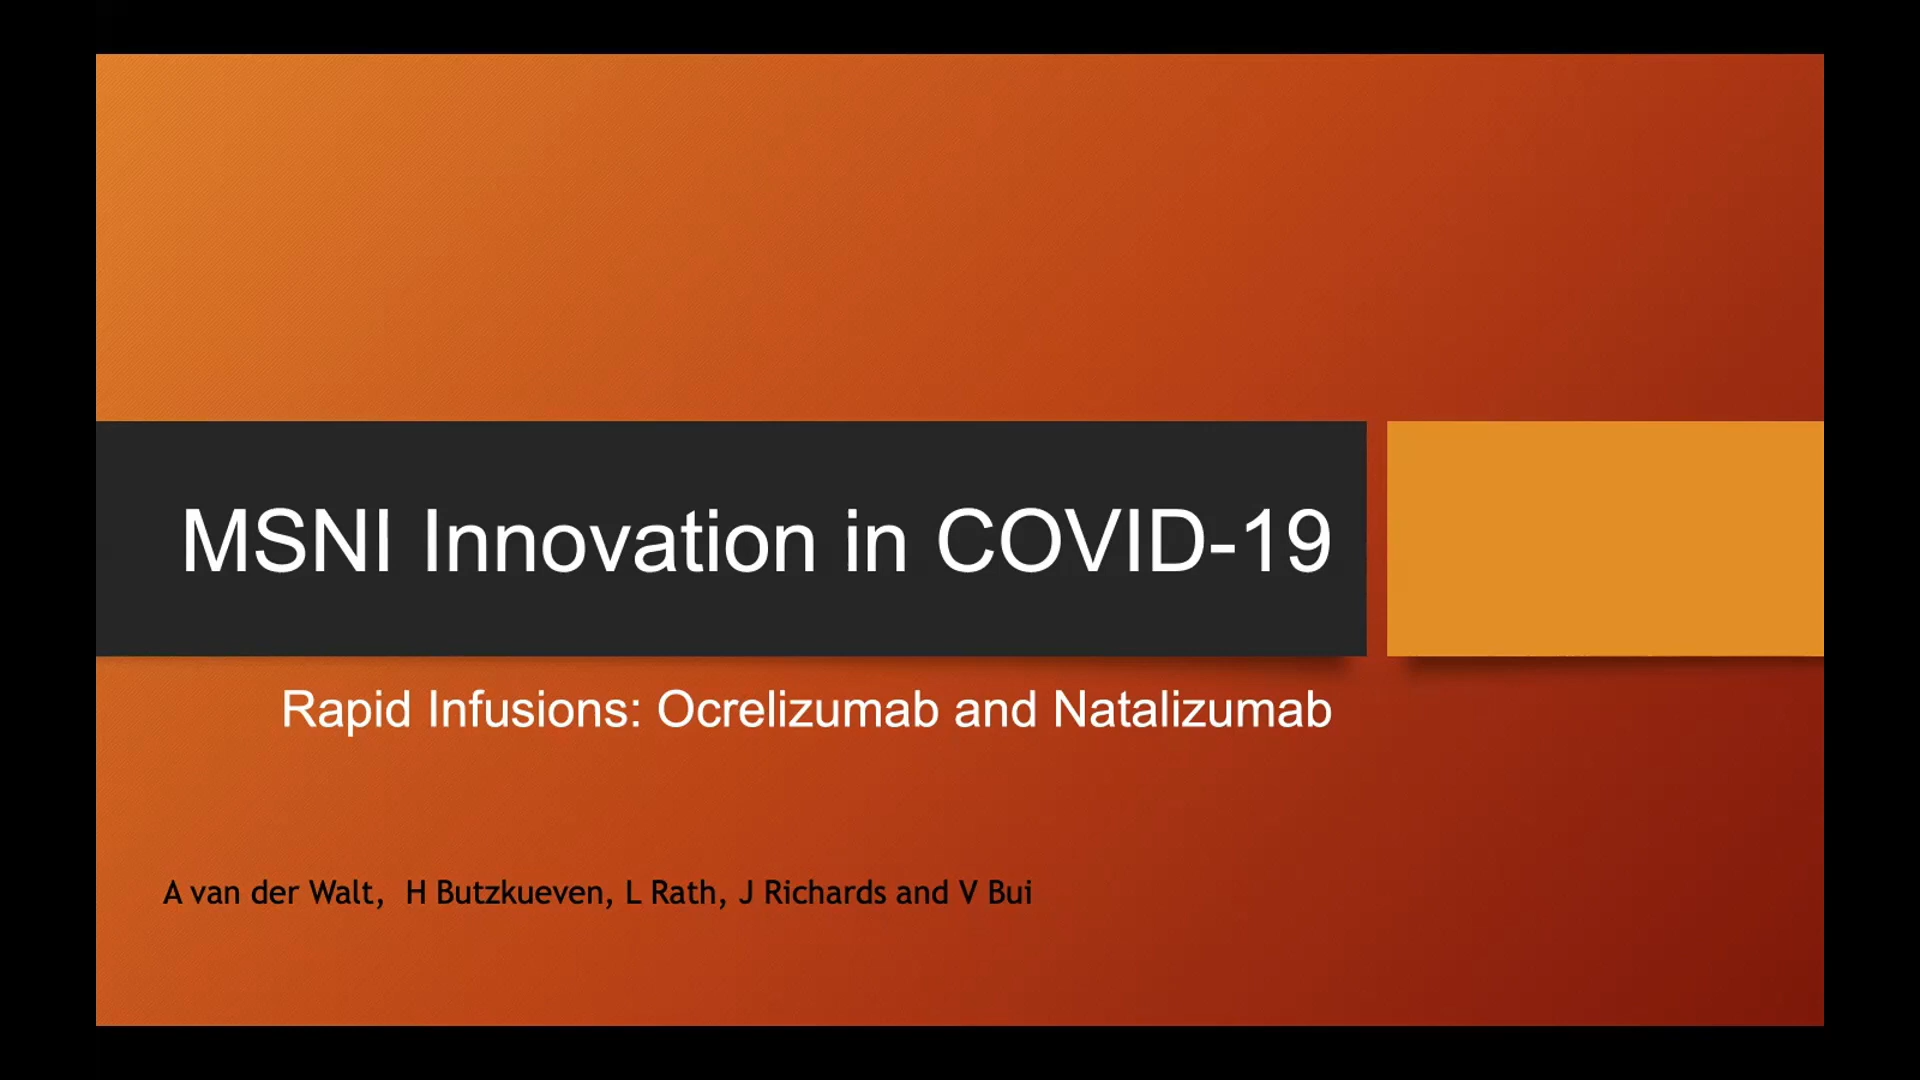 MSNI Innovation in COVID-19
Rapid Infusions: Ocrelizumab and Natalizumab
A van der Walt,  H Butzkueven, L Rath, J Richards and V Bui